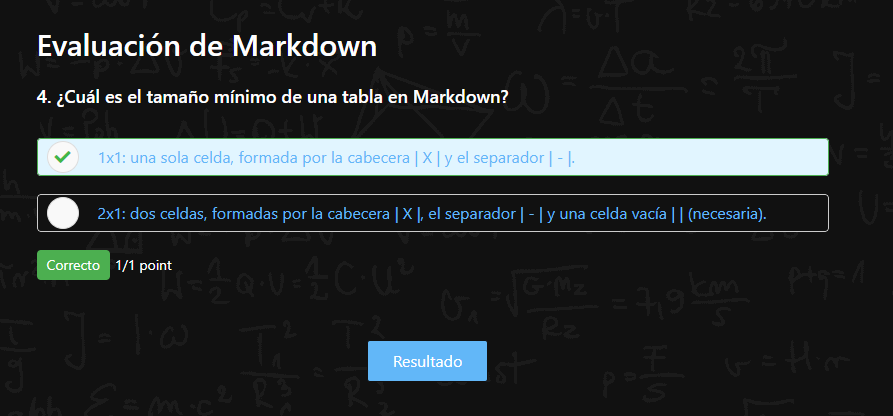 Evaluación de Markdown
4. ¿Cuál es el tamaño mínimo de una tabla en Markdown?
1x1: una sola celda, formada por la cabecera | X | y el separador | - |.
2x1: dos celdas, formadas por la cabecera | X |, el separador | - | y una celda vacía | | (necesaria).
Correcto 1/1 point
Resultado